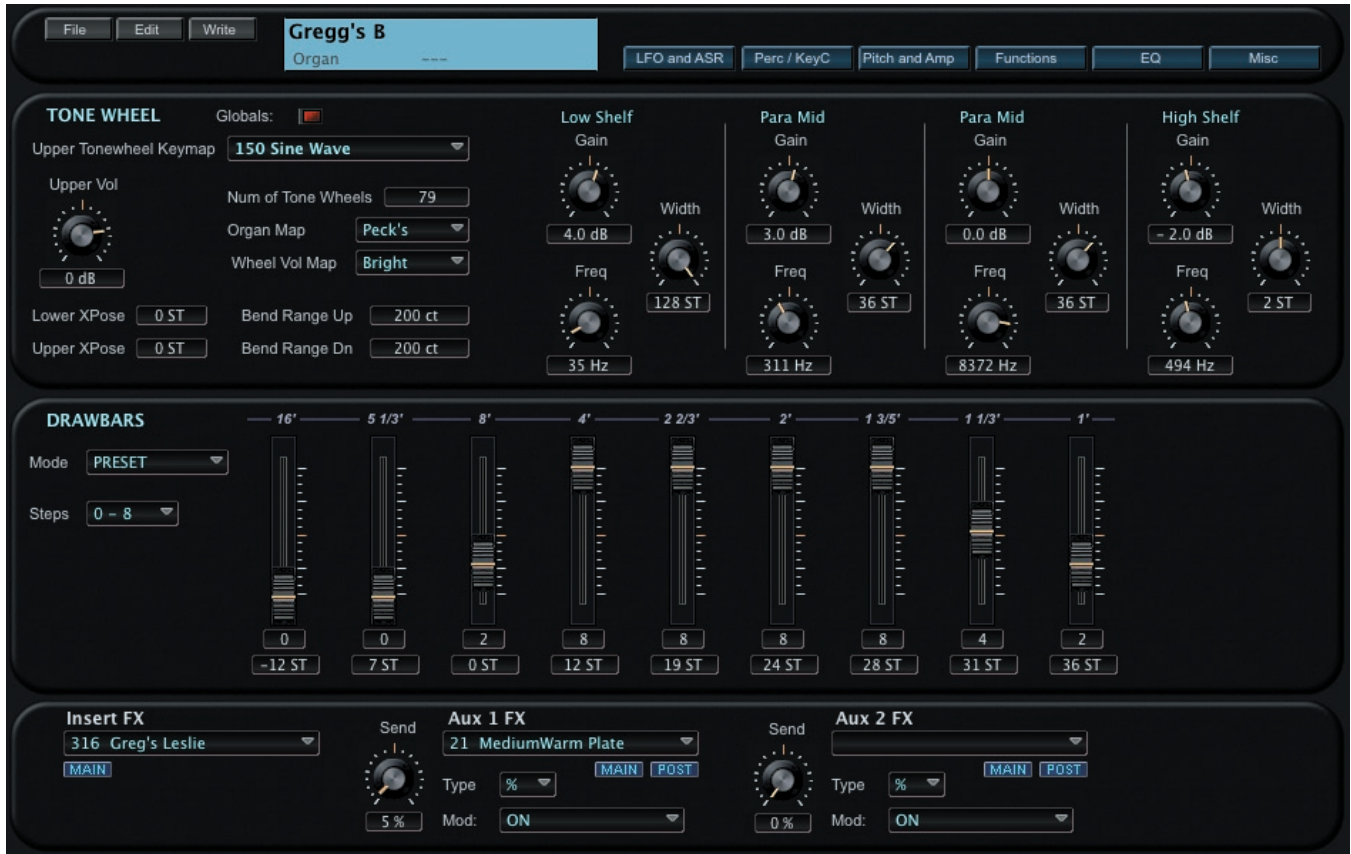 File Edit Write
Gregg's B
Organ ---
LFO and ASR Perc / KeyC Pitch and Amp Functions EQ Misc
TONE WHEEL Globals:
Upper Tonewheel Keymap 150 Sine Wave
Upper Vol
0 dB
Num of Tone Wheels 79
Organ Map Peck's
Wheel Vol Map Bright
Lower XPose 0 ST Bend Range Up 200 ct
Upper XPose 0 ST Bend Range Dn 200 ct
Low Shelf
Gain
4.0 dB
Width
128 ST
Freq
35 Hz
Para Mid
Gain
3.0 dB
Width
36 ST
Freq
311 Hz
Para Mid
Gain
0.0 dB
Width
36 ST
Freq
8372 Hz
High Shelf
Gain
- 2.0 dB
Width
2 ST
Freq
494 Hz
DRAWBARS
Mode PRESET
Steps 0 – 8
16' 5 1/3' 8' 4' 2 2/3' 2' 1 3/5' 1 1/3' 1'
0 0 2 8 8 8 8 4 2
-12 ST 7 ST 0 ST 12 ST 19 ST 24 ST 28 ST 31 ST 36 ST
Insert FX
316 Greg's Leslie
MAIN
Send
5 %
Aux 1 FX
21 MediumWarm Plate
MAIN POST
Type %
Mod: ON
Send
0 %
Aux 2 FX
MAIN POST
Type %
Mod: ON